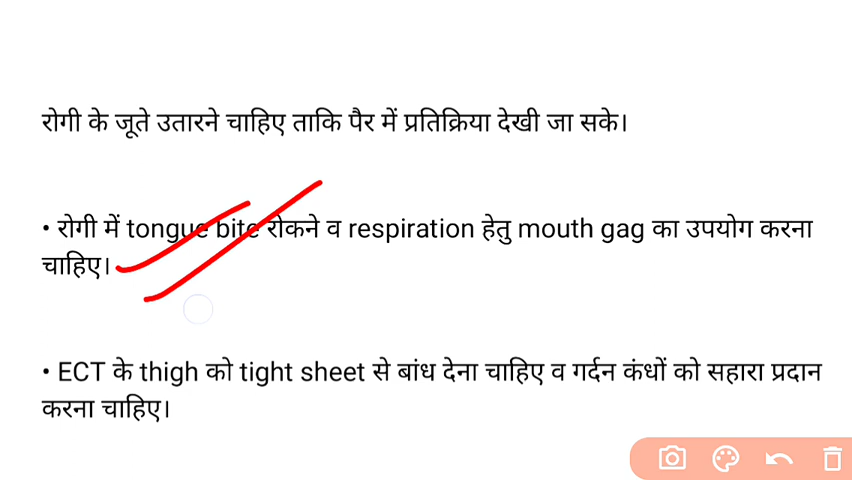 रोगी के जूते उतारने चाहिए ताकि पैर में प्रतिक्रिया देखी जा सके।
• रोगी में tongue bite रोकने व respiration हेतु mouth gag का उपयोग करना
चाहिए।
• ECT के thigh को tight sheet से बांध देना चाहिए व गर्दन कंधों को सहारा प्रदान
करना चाहिए।